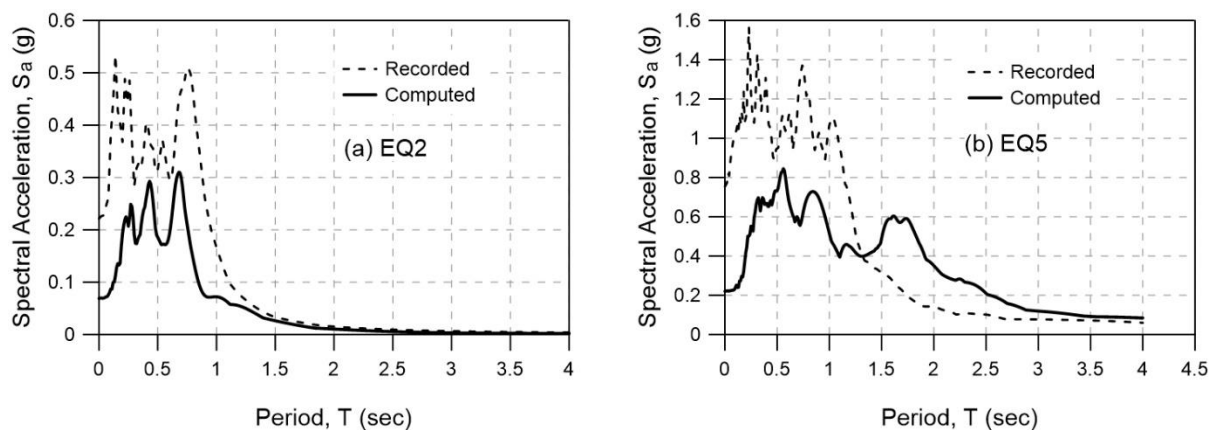 Spectral Acceleration, Sₐ (g)
0.6
0.5
0.4
0.3
0.2
0.1
0
Recorded
Computed
(a) EQ2
0 0.5 1 1.5 2 2.5 3 3.5 4
Period, T (sec)
Spectral Acceleration, Sₐ (g)
1.6
1.4
1.2
1
0.8
0.6
0.4
0.2
0
Recorded
Computed
(b) EQ5
0 0.5 1 1.5 2 2.5 3 3.5 4 4.5
Period, T (sec)